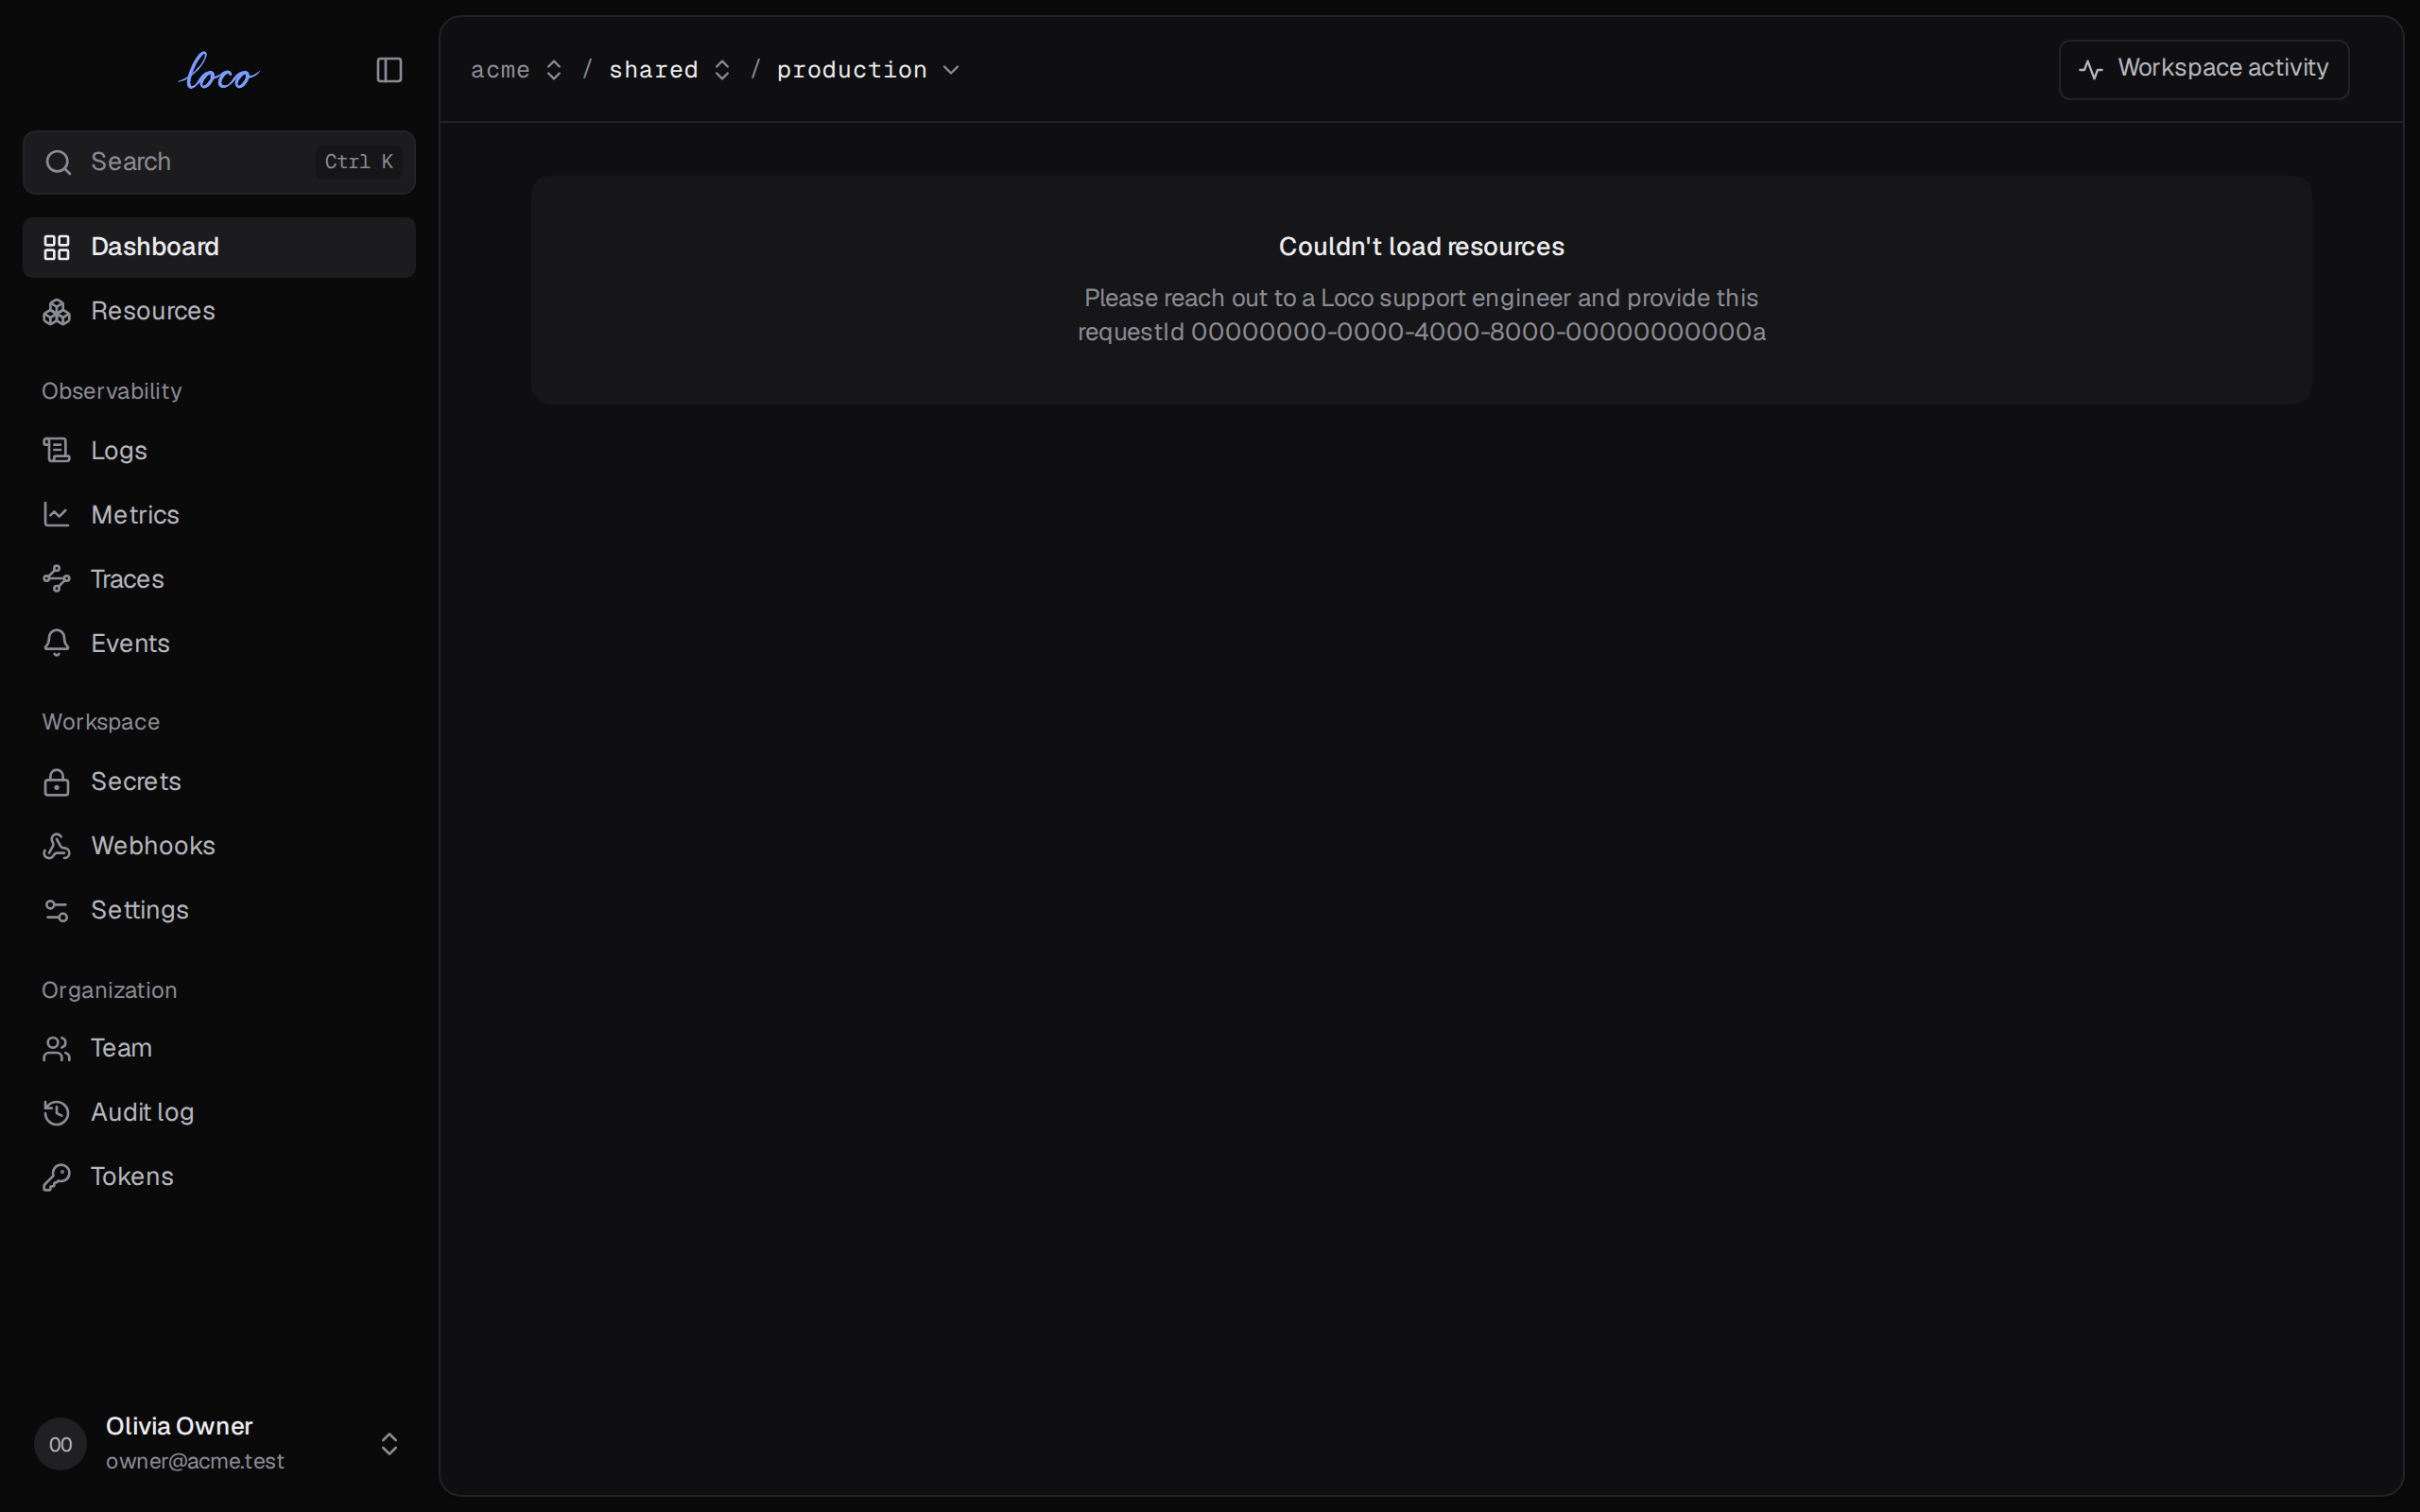 loco
acme / shared / production
Workspace activity
Search Ctrl K
Dashboard
Resources
Observability
Logs
Metrics
Traces
Events
Workspace
Secrets
Webhooks
Settings
Organization
Team
Audit log
Tokens
OO
Olivia Owner
owner@acme.test
Couldn't load resources
Please reach out to a Loco support engineer and provide this
requestId 00000000-0000-4000-8000-00000000000a